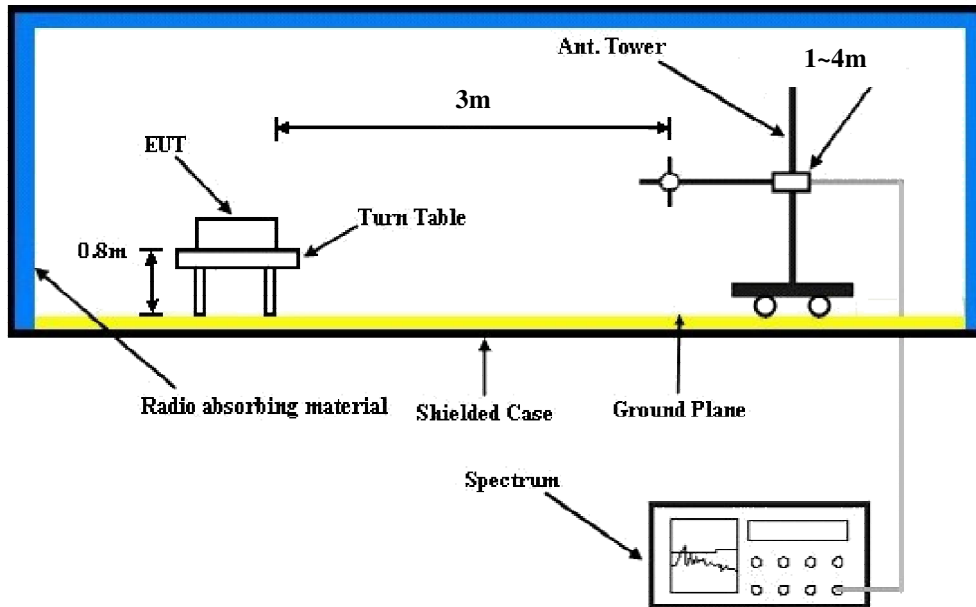 Ant. Tower
1~4m
3m
EUT
Turn Table
0.8m
Radio absorbing material
Shielded Case
Ground Plane
Spectrum